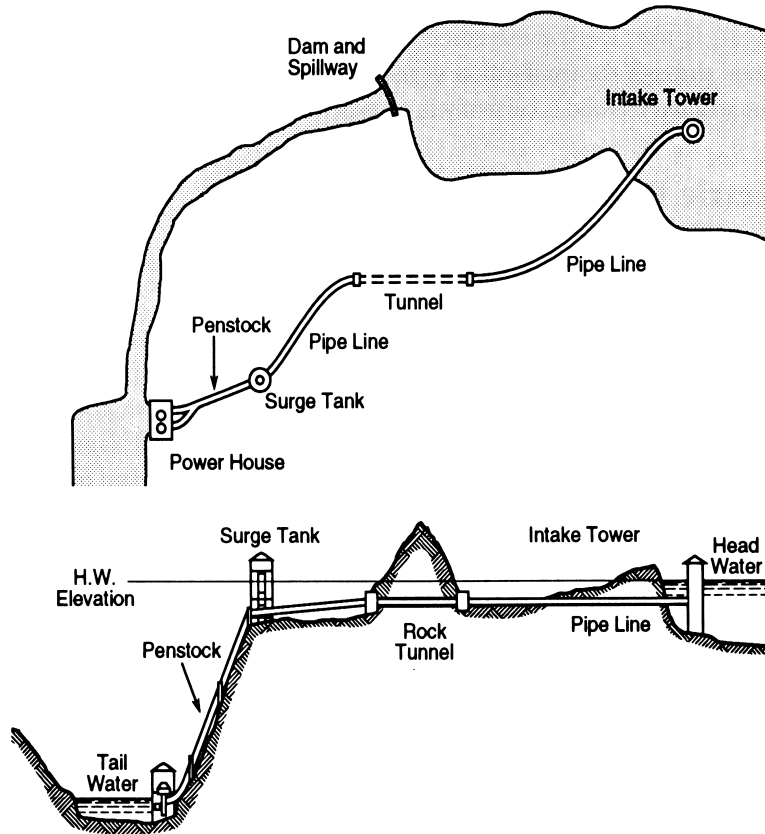 Dam and
Spillway
Intake Tower
Pipe Line
Tunnel
Penstock
Pipe Line
Surge Tank
Power House
Surge Tank
Intake Tower
Head
Water
H.W.
Elevation
Rock
Tunnel
Pipe Line
Penstock
Tail
Water